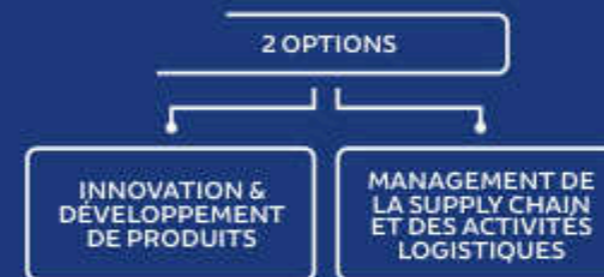 2 OPTIONS
INNOVATION &
DÉVELOPPEMENT
DE PRODUITS
MANAGEMENT DE
LA SUPPLY CHAIN
ET DES ACTIVITÉS
LOGISTIQUES